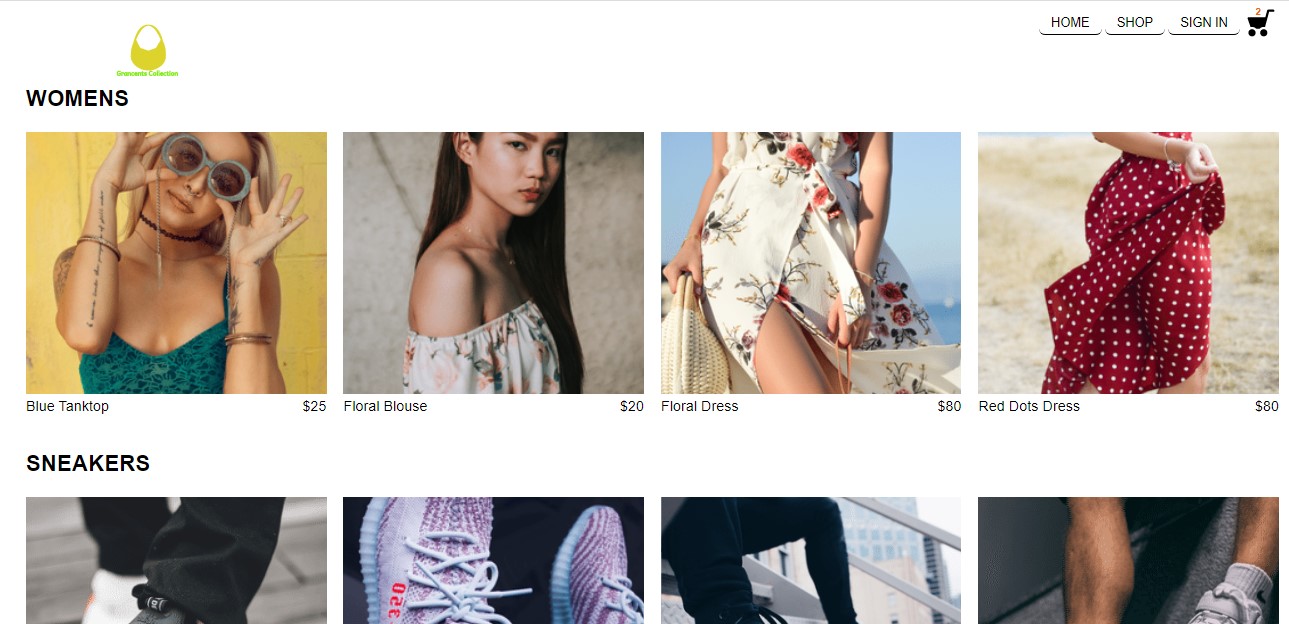 HOME SHOP SIGN IN 2
Grancents Collection
WOMENS
Blue Tanktop $25 Floral Blouse $20 Floral Dress $80 Red Dots Dress $80
SNEAKERS